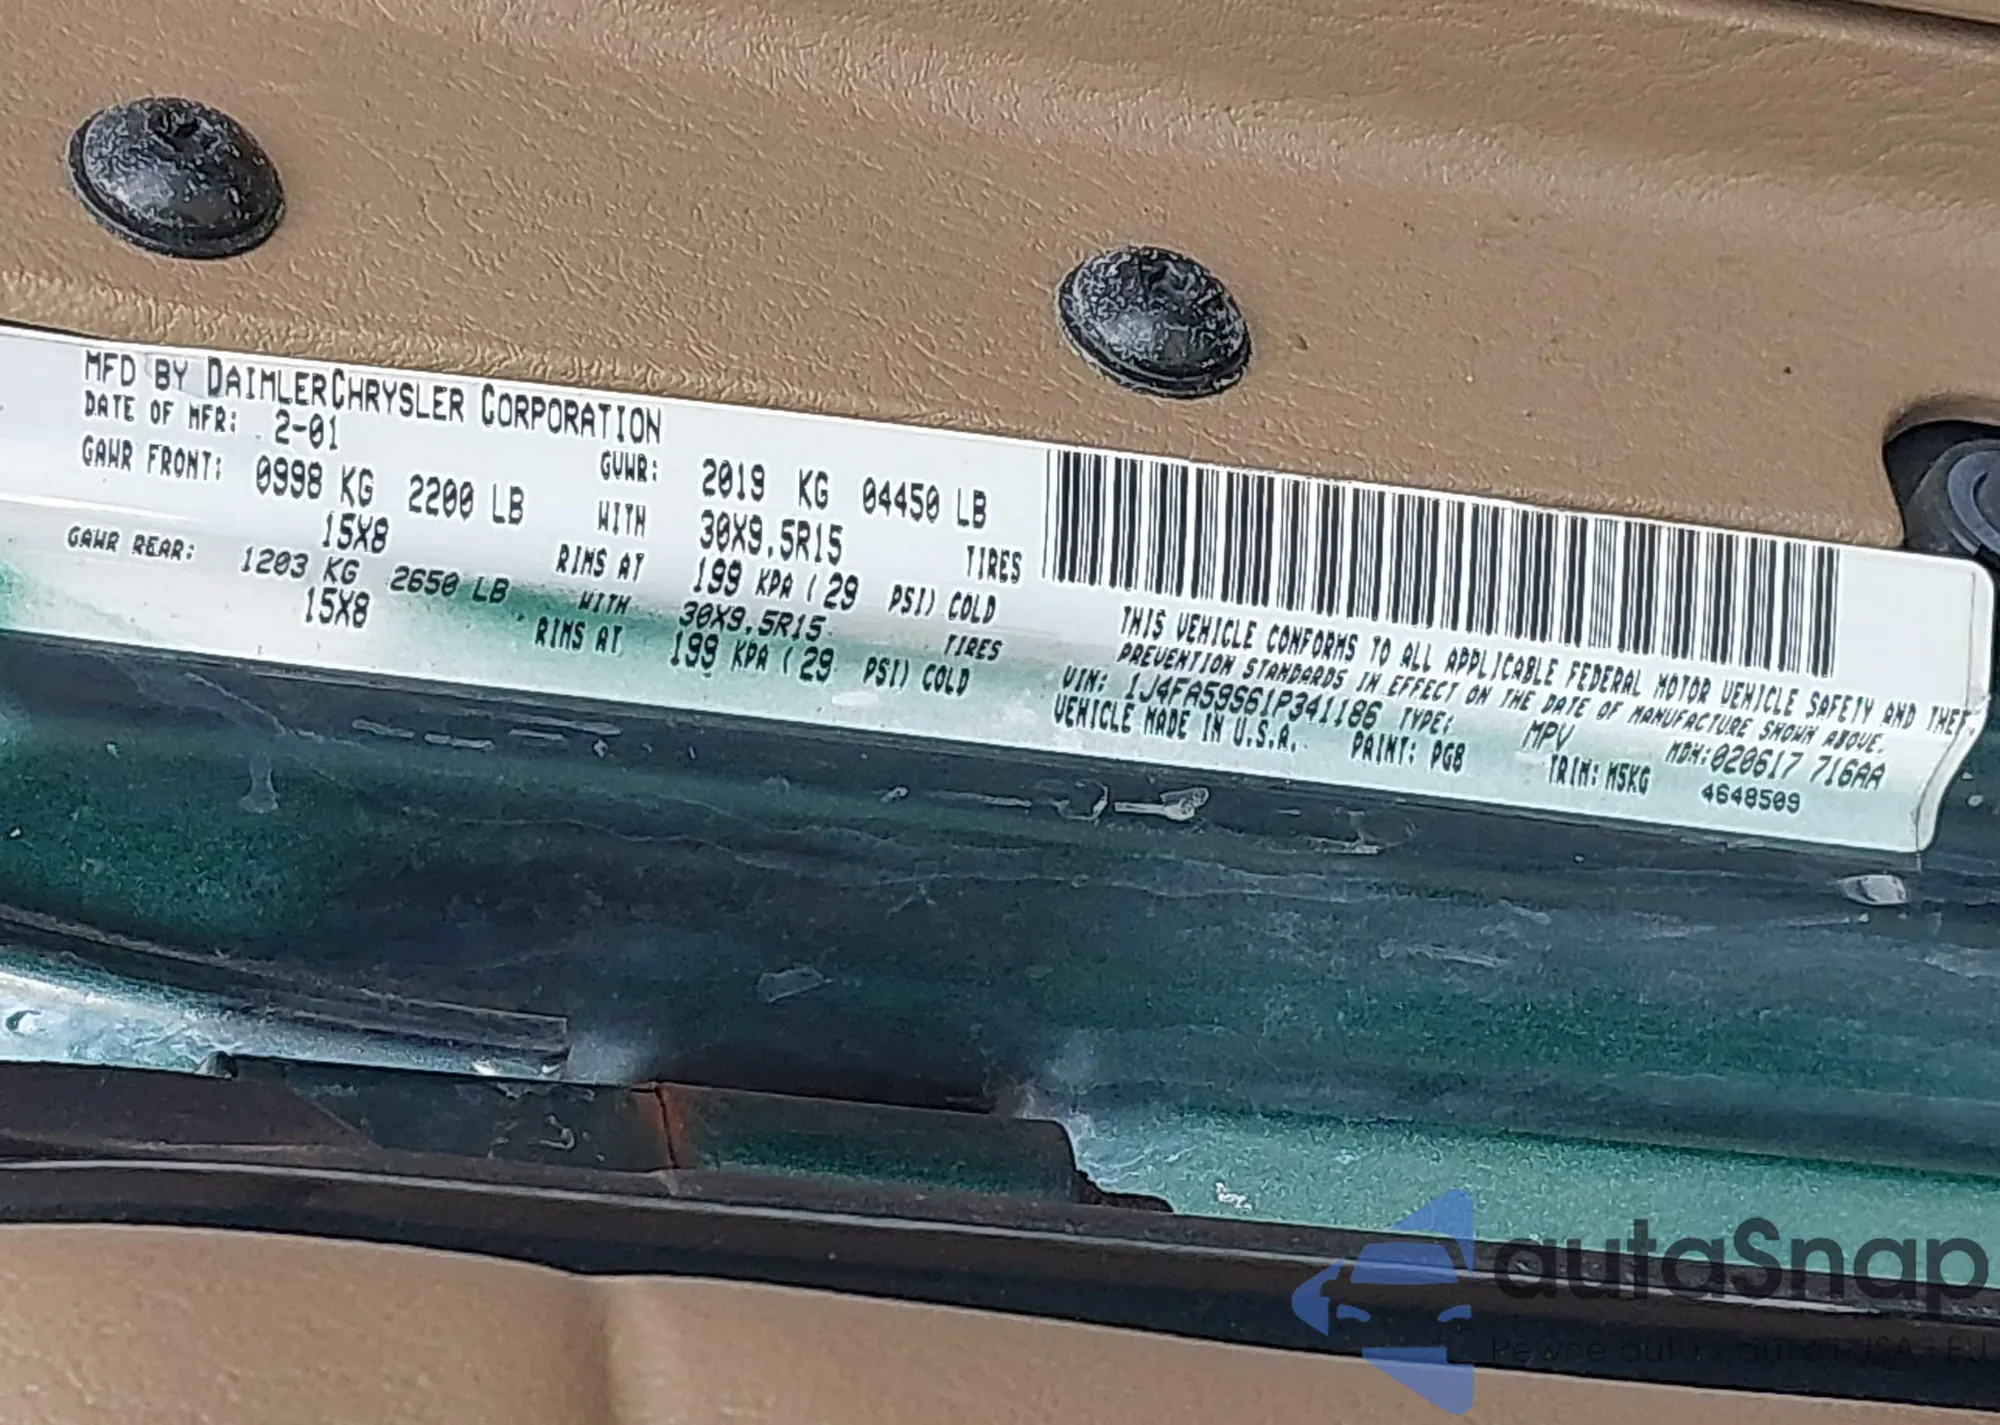 MFD BY DAIMLERCHRYSLER CORPORATION
DATE OF MFR: 2-01 GVWR: 2019 KG 04450 LB
GAWR FRONT: 0998 KG 2200 LB WITH 30X9.5R15 TIRES
15X8 RIMS AT 199 KPA (29 PSI) COLD
GAWR REAR: 1203 KG 2650 LB WITH 30X9.5R15 TIRES
15X8 RIMS AT 199 KPA (29 PSI) COLD
THIS VEHICLE CONFORMS TO ALL APPLICABLE FEDERAL MOTOR VEHICLE SAFETY AND THEFT
PREVENTION STANDARDS IN EFFECT ON THE DATE OF MANUFACTURE SHOWN ABOVE.
VIN: 1J4FA59S61P341186 TYPE: MPV MDH:020617 716AA
VEHICLE MADE IN U.S.A. PAINT: PG8 TRIM: M5KG 4648509
autaSnap
Pewne auta z USA